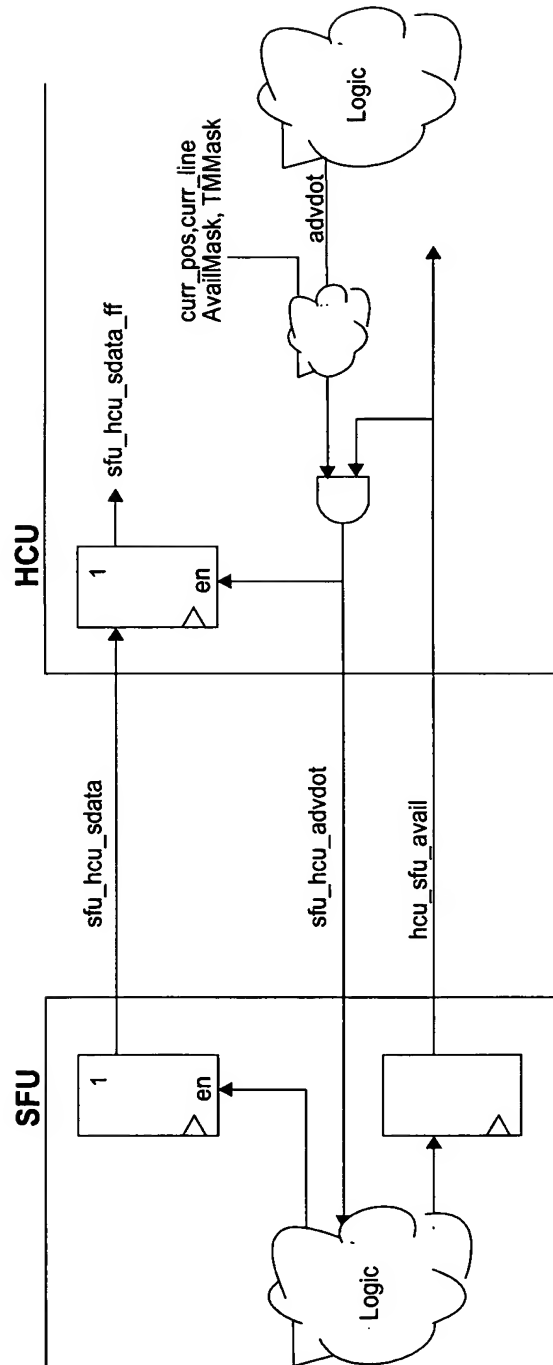 SFU
HCU
1
en
sfu_hcu_sdata
1
en
sfu_hcu_sdata_ff
Logic
sfu_hcu_advdot
hcu_sfu_avail
curr_pos,curr_line
AvailMask, TMMask
advdot
Logic